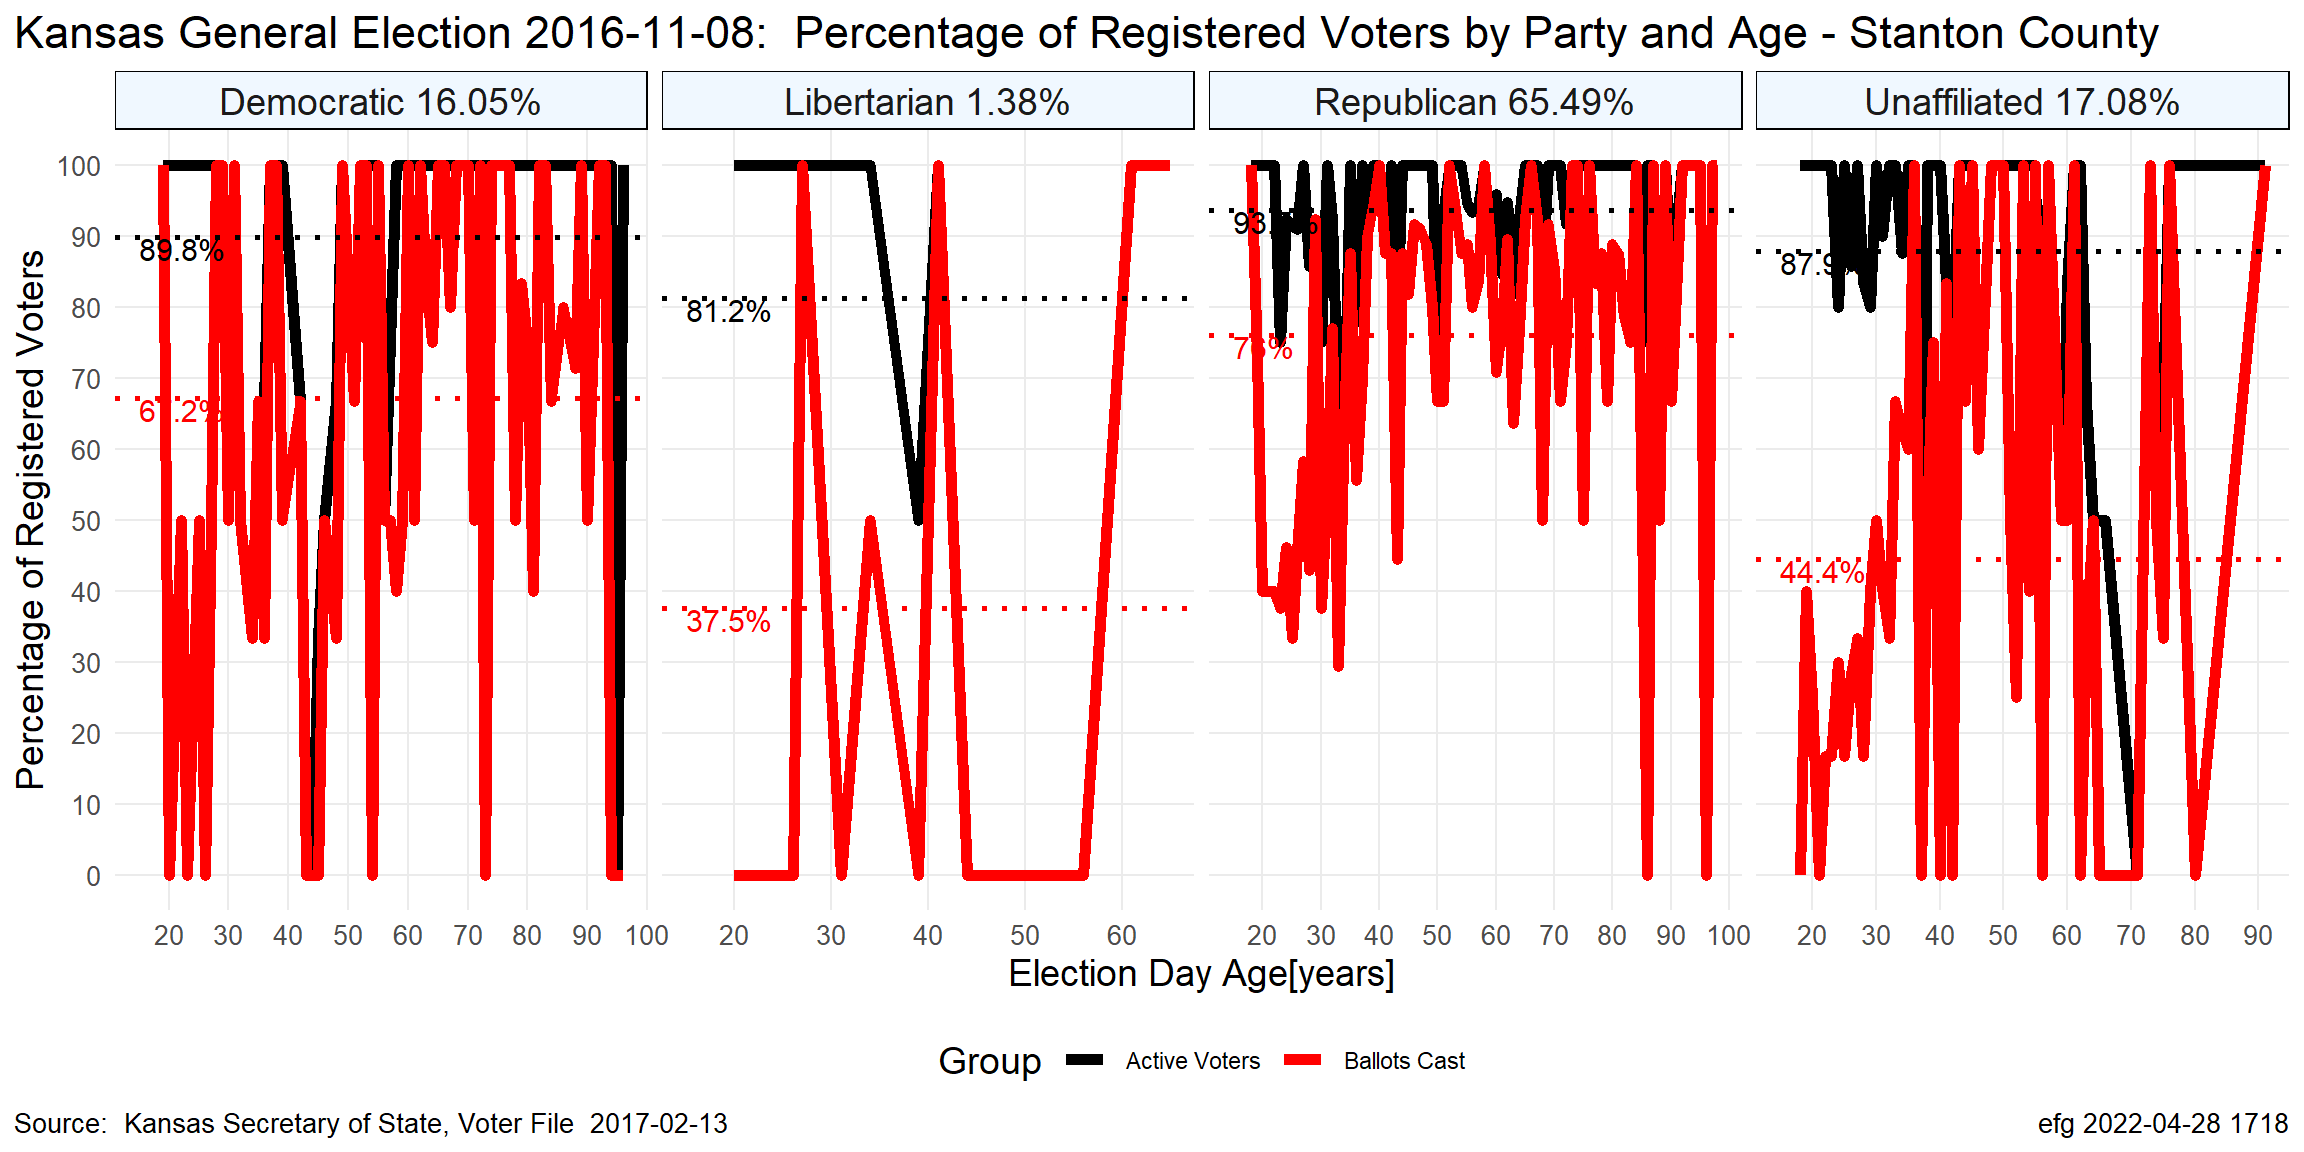 Kansas General Election 2016-11-08:  Percentage of Registered Voters by Party and Age - Stanton County
Democratic 16.05%
Libertarian 1.38%
Republican 65.49%
Unaffiliated 17.08%
Percentage of Registered Voters
100
90
80
70
60
50
40
30
20
10
0
89.8%
81.2%
37.5%
76%
44.4%
20 30 40 50 60 70 80 90 100
20 30 40 50 60
20 30 40 50 60 70 80 90 100
20 30 40 50 60 70 80 90
Election Day Age[years]
Group Active Voters Ballots Cast
Source:  Kansas Secretary of State, Voter File  2017-02-13
efg 2022-04-28 1718